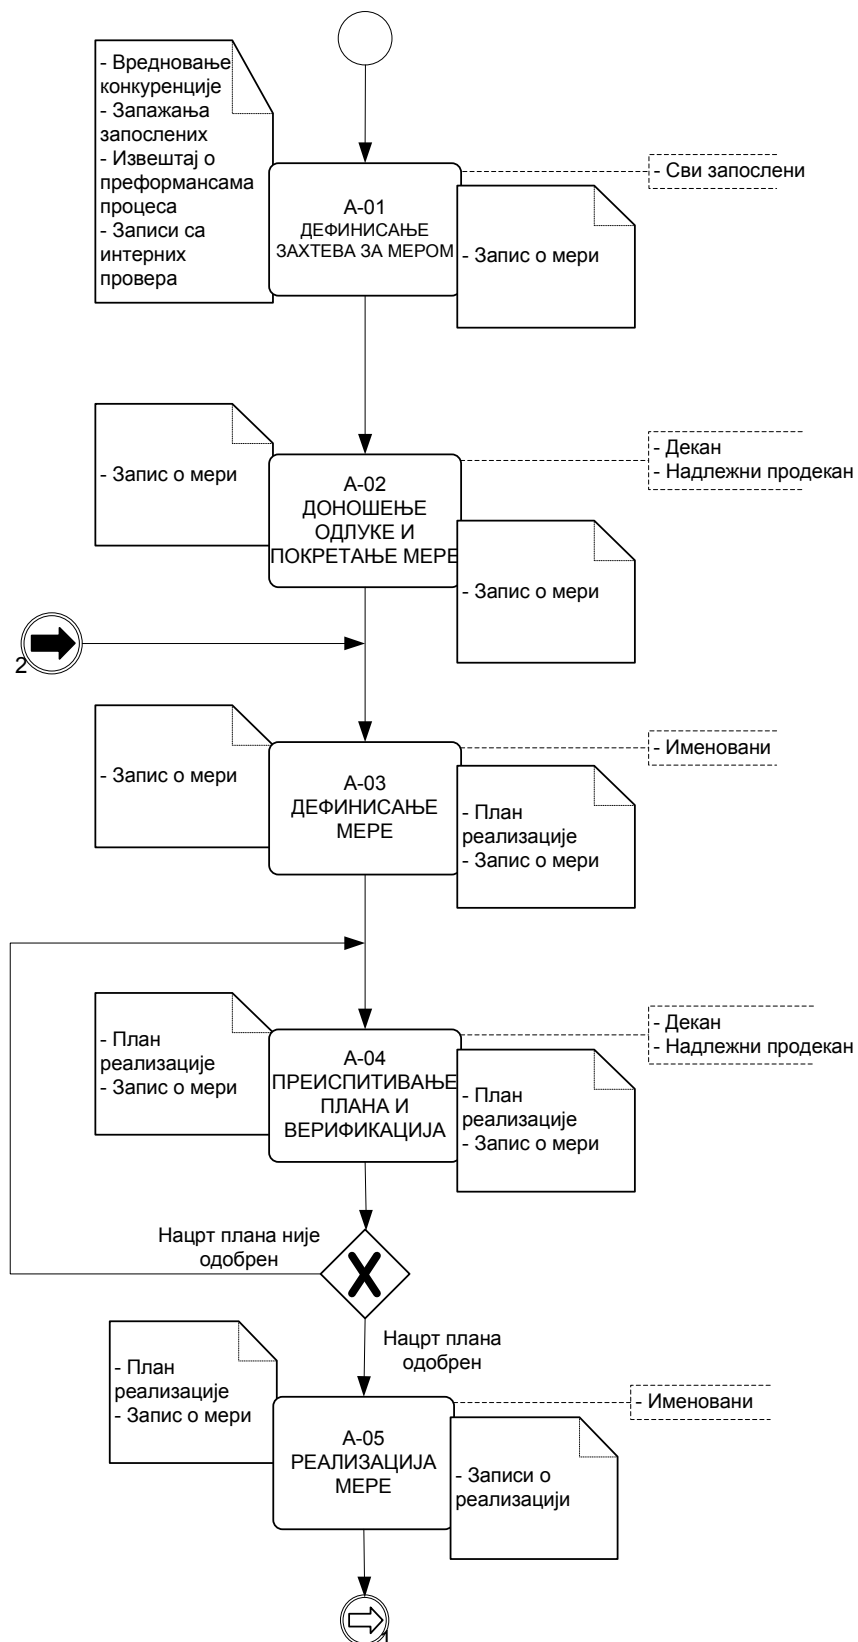 - Вредновање
конкуренције
- Запажања
запослених
- Извештај о
преформансама
процеса
- Записи са
интерних
провера
А-01
ДЕФИНИСАЊЕ
ЗАХТЕВА ЗА МЕРОМ
- Сви запослени
- Запис о мери
- Запис о мери
А-02
ДОНОШЕЊЕ
ОДЛУКЕ И
ПОКРЕТАЊЕ МЕРЕ
- Декан
- Надлежни продекан
- Запис о мери
2
- Запис о мери
А-03
ДЕФИНИСАЊЕ
МЕРЕ
- Именовани
- План
реализације
- Запис о мери
- План
реализације
- Запис о мери
А-04
ПРЕИСПИТИВАЊЕ
ПЛАНА И
ВЕРИФИКАЦИЈА
- Декан
- Надлежни продекан
- План
реализације
- Запис о мери
Нацрт плана није
одобрен
X
Нацрт плана
одобрен
- План
реализације
- Запис о мери
А-05
РЕАЛИЗАЦИЈА
МЕРЕ
- Именовани
- Записи о
реализацији
1